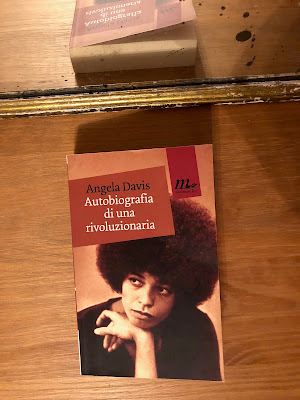 Angela Davis
Autobiografia
di una
rivoluzionaria